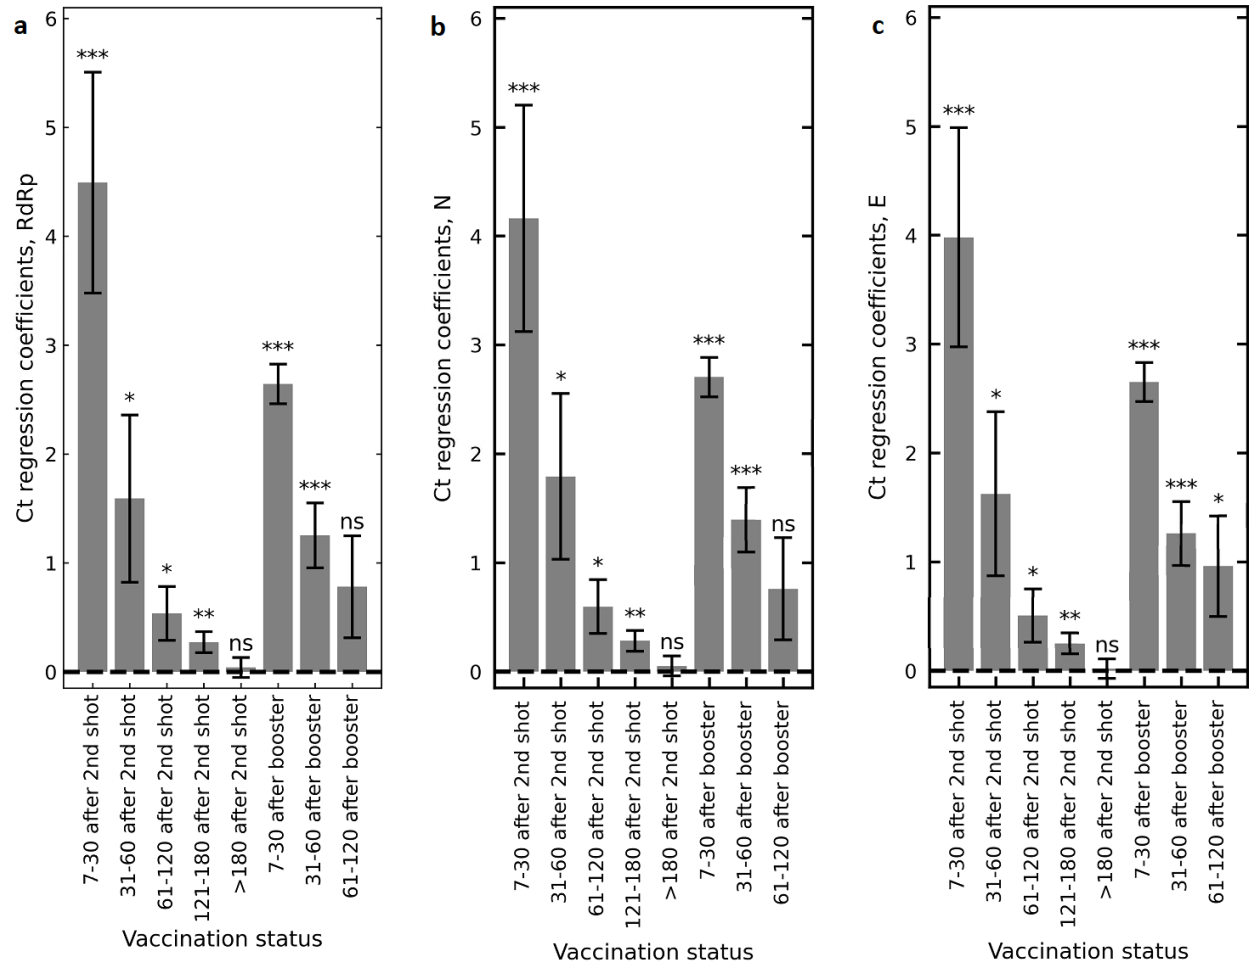 a
6
5
4
3
2
1
0
Ct regression coefficients, RdRp
***
*
*
**
ns
***
***
ns
7-30 after 2nd shot
31-60 after 2nd shot
61-120 after 2nd shot
121-180 after 2nd shot
>180 after 2nd shot
7-30 after booster
31-60 after booster
61-120 after booster
Vaccination status
b
6
5
4
3
2
1
0
Ct regression coefficients, N
***
*
*
**
ns
***
***
ns
7-30 after 2nd shot
31-60 after 2nd shot
61-120 after 2nd shot
121-180 after 2nd shot
>180 after 2nd shot
7-30 after booster
31-60 after booster
61-120 after booster
Vaccination status
c
6
5
4
3
2
1
0
Ct regression coefficients, E
***
*
*
**
ns
***
***
*
7-30 after 2nd shot
31-60 after 2nd shot
61-120 after 2nd shot
121-180 after 2nd shot
>180 after 2nd shot
7-30 after booster
31-60 after booster
61-120 after booster
Vaccination status